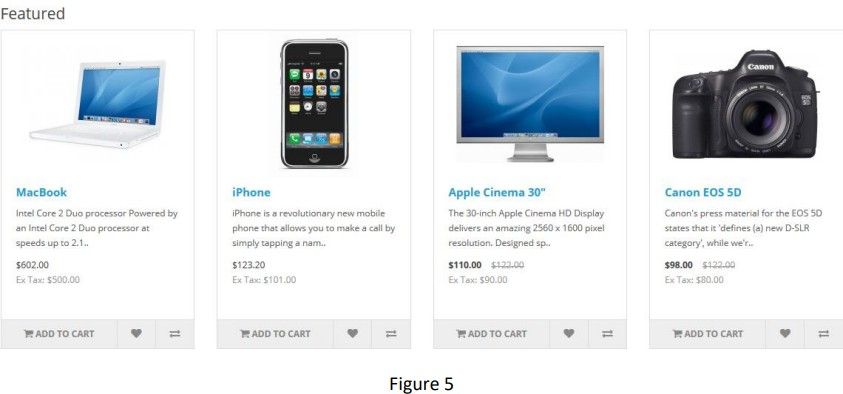 Featured
MacBook
Intel Core 2 Duo processor Powered by
an Intel Core 2 Duo processor at
speeds up to 2.1..
$602.00
Ex Tax: $500.00
ADD TO CART
iPhone
iPhone is a revolutionary new mobile
phone that allows you to make a call by
simply tapping a nam..
$123.20
Ex Tax: $101.00
ADD TO CART
Apple Cinema 30"
The 30-inch Apple Cinema HD Display
delivers an amazing 2560 x 1600 pixel
resolution. Designed sp..
$110.00 $122.00
Ex Tax: $90.00
ADD TO CART
Canon
EOS
5D
Canon EOS 5D
Canon's press material for the EOS 5D
states that it 'defines (a) new D-SLR
category', while we'r..
$98.00 $122.00
Ex Tax: $80.00
ADD TO CART
Figure 5